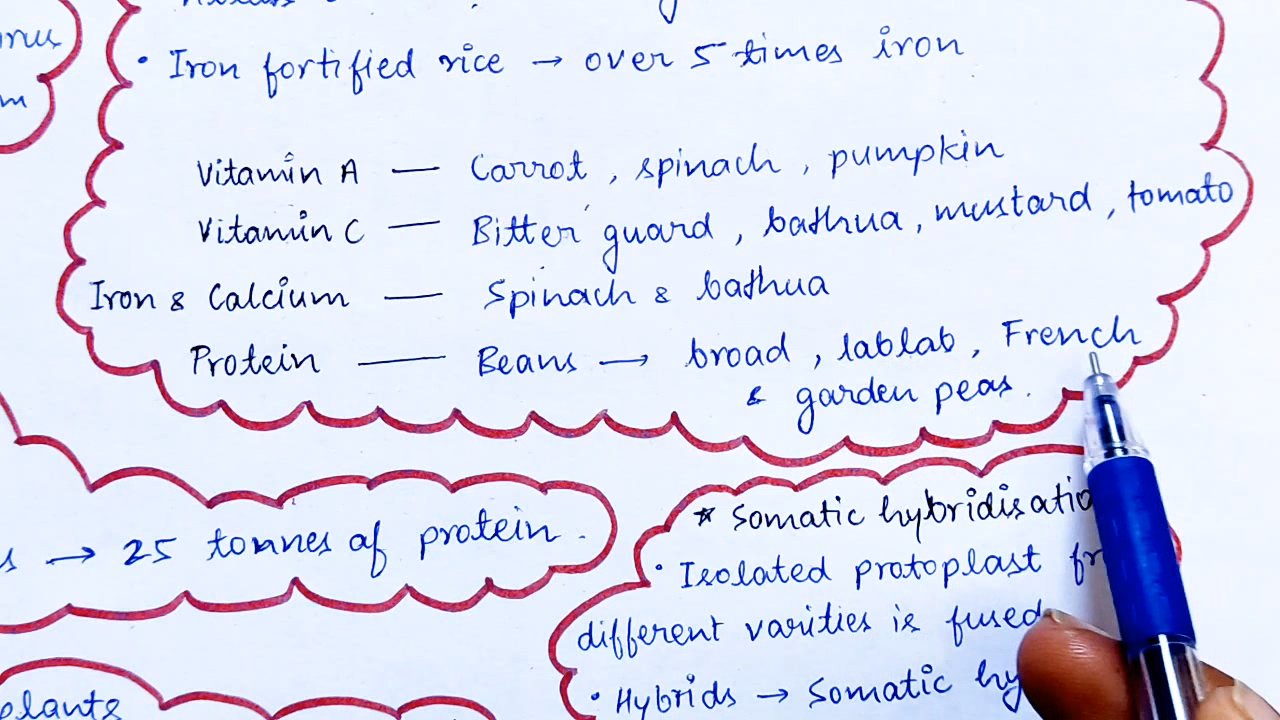 • Iron fortified rice → over 5 times iron
Vitamin A — Carrot, spinach, pumpkin
Vitamin C — Bitter guard, bathua, mustard, tomato
Iron & Calcium — Spinach & bathua
Protein — Beans → broad, lablab, French
& garden peas.
→ 25 tonnes of protein.
* Somatic hybridisatio
• Isolated protoplast fr
different varities is fused
• Hybrids → Somatic hy
plants